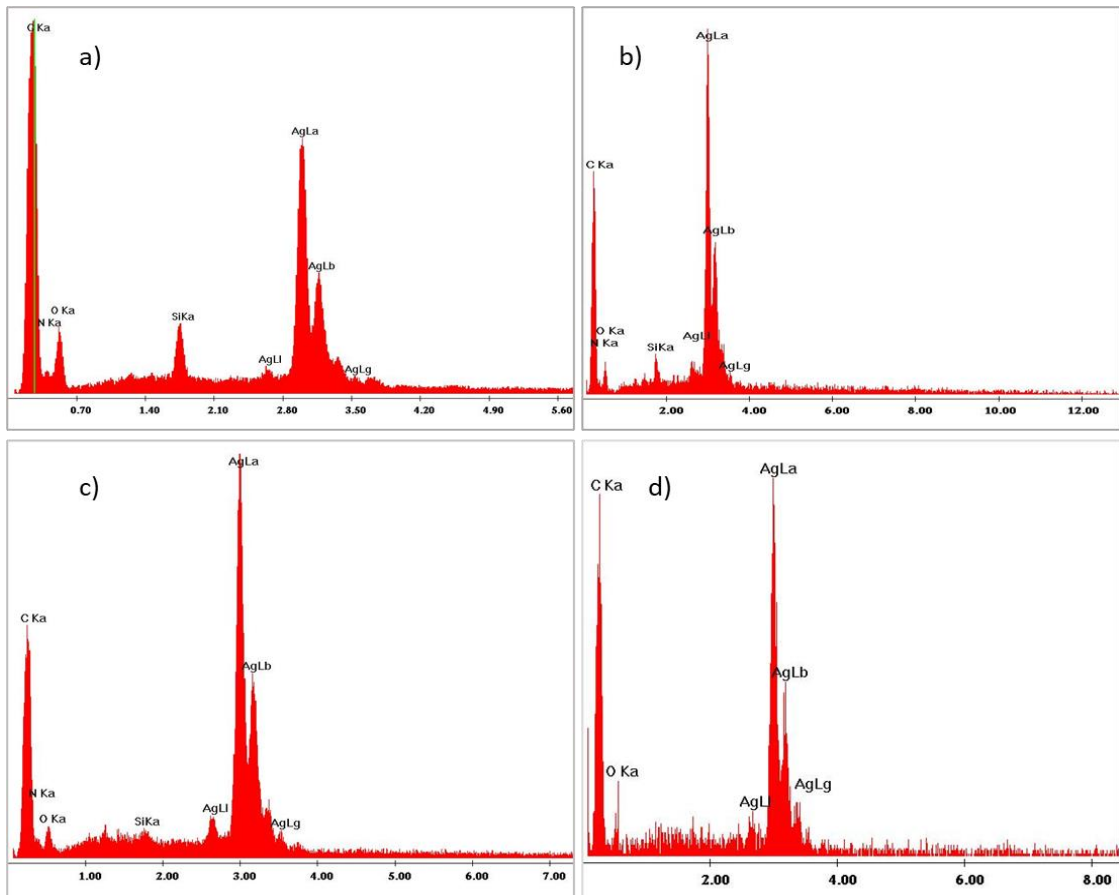 C Ka
a)
AgLa
AgLb
O Ka
N Ka
SiKa
AgLl
AgLg
0.70 1.40 2.10 2.80 3.50 4.20 4.90 5.60
b)
AgLa
C Ka
AgLb
O Ka
N Ka
SiKa
AgLl
AgLg
2.00 4.00 6.00 8.00 10.00 12.00
c)
AgLa
C Ka
AgLb
N Ka
O Ka
SiKa
AgLl
AgLg
1.00 2.00 3.00 4.00 5.00 6.00 7.00
d)
AgLa
C Ka
AgLb
O Ka
AgLl
AgLg
2.00 4.00 6.00 8.00